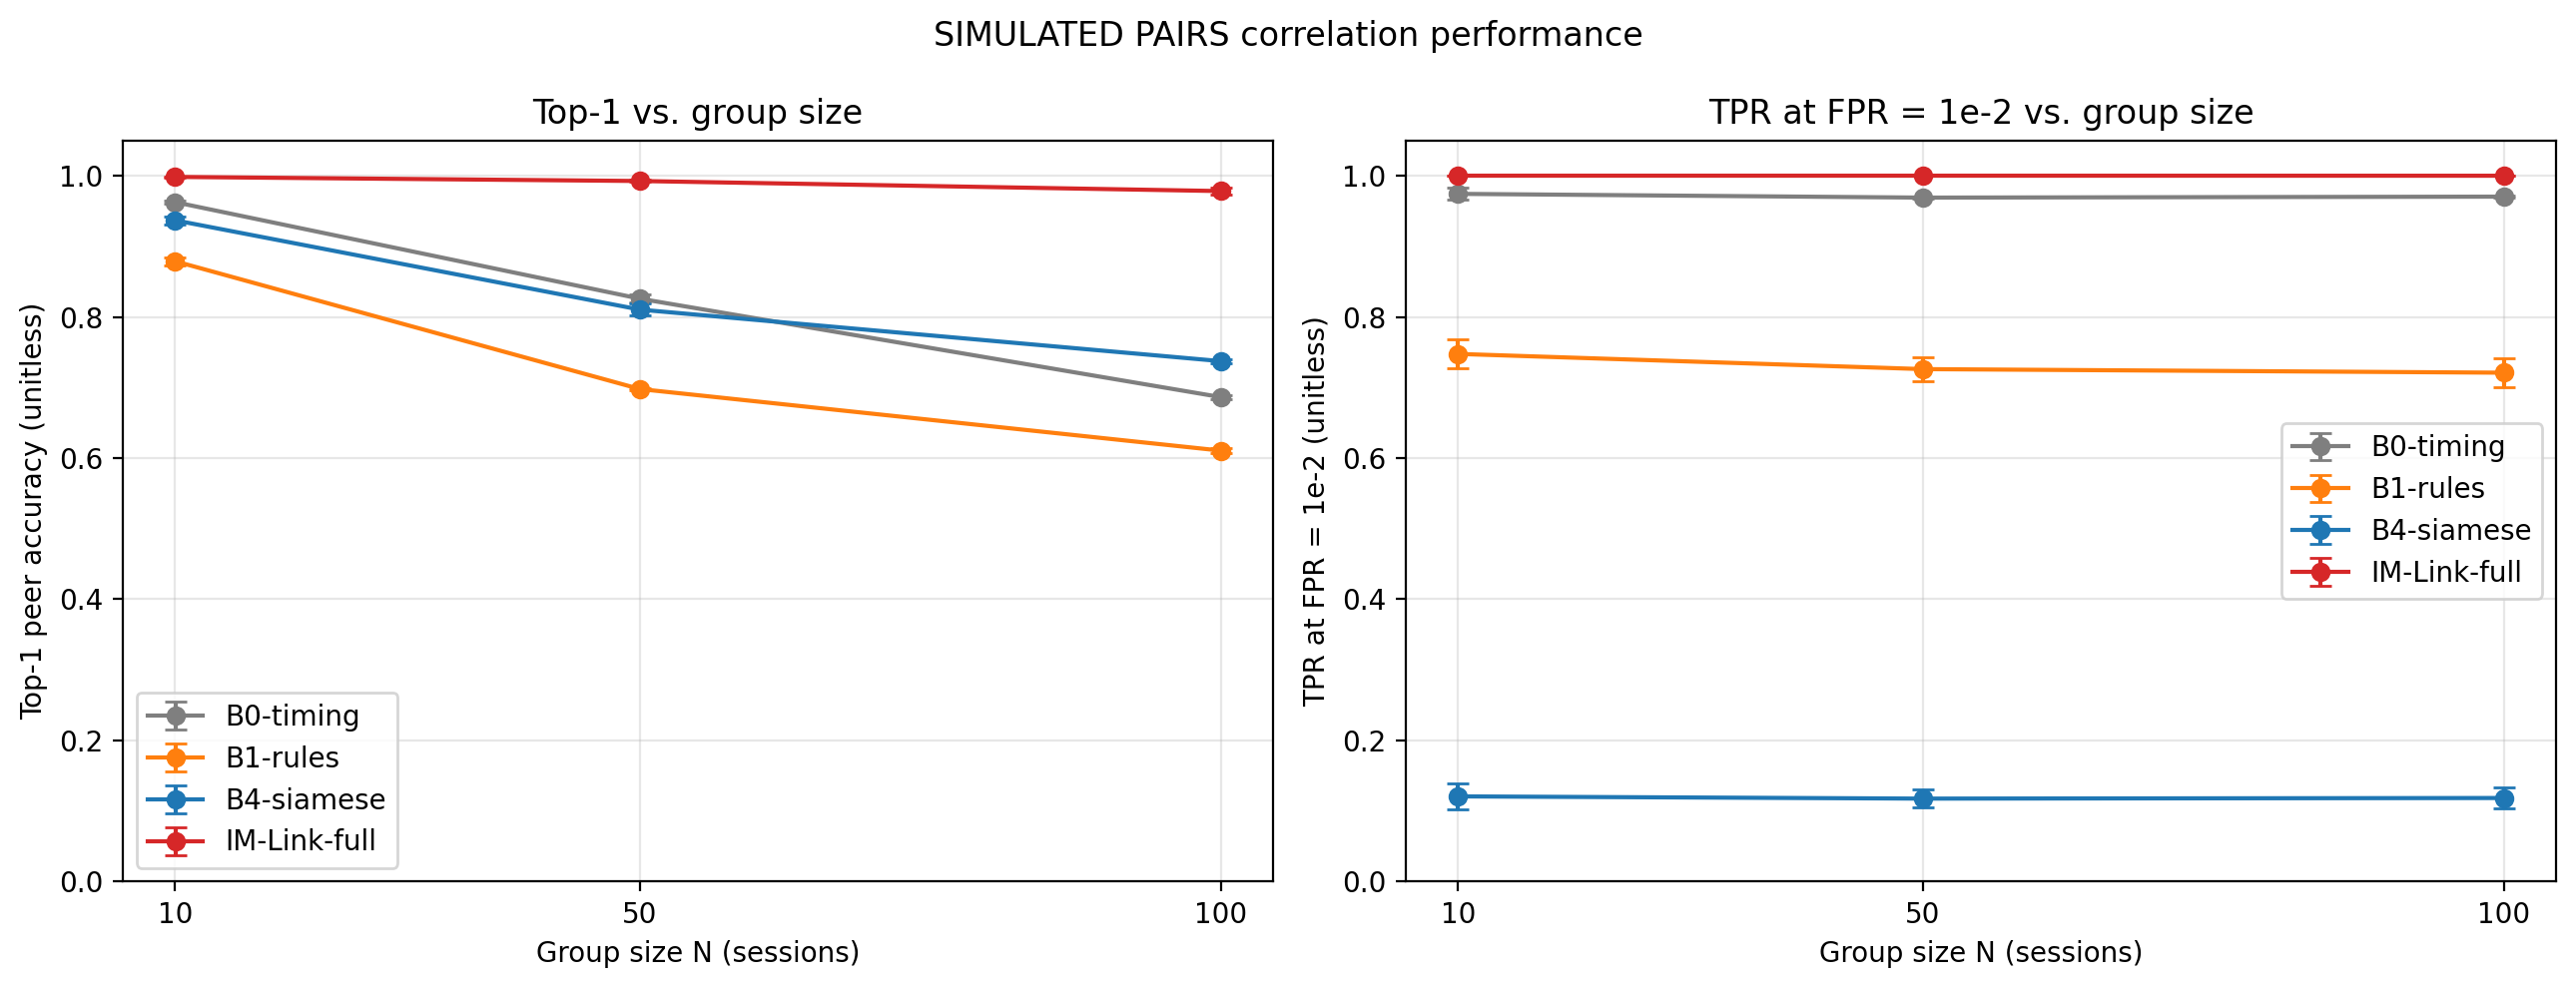 SIMULATED PAIRS correlation performance
Top-1 vs. group size
Top-1 peer accuracy (unitless)
1.0
0.8
0.6
0.4
0.2
0.0
10
50
100
Group size N (sessions)
B0-timing
B1-rules
B4-siamese
IM-Link-full
TPR at FPR = 1e-2 vs. group size
TPR at FPR = 1e-2 (unitless)
1.0
0.8
0.6
0.4
0.2
0.0
10
50
100
Group size N (sessions)
B0-timing
B1-rules
B4-siamese
IM-Link-full